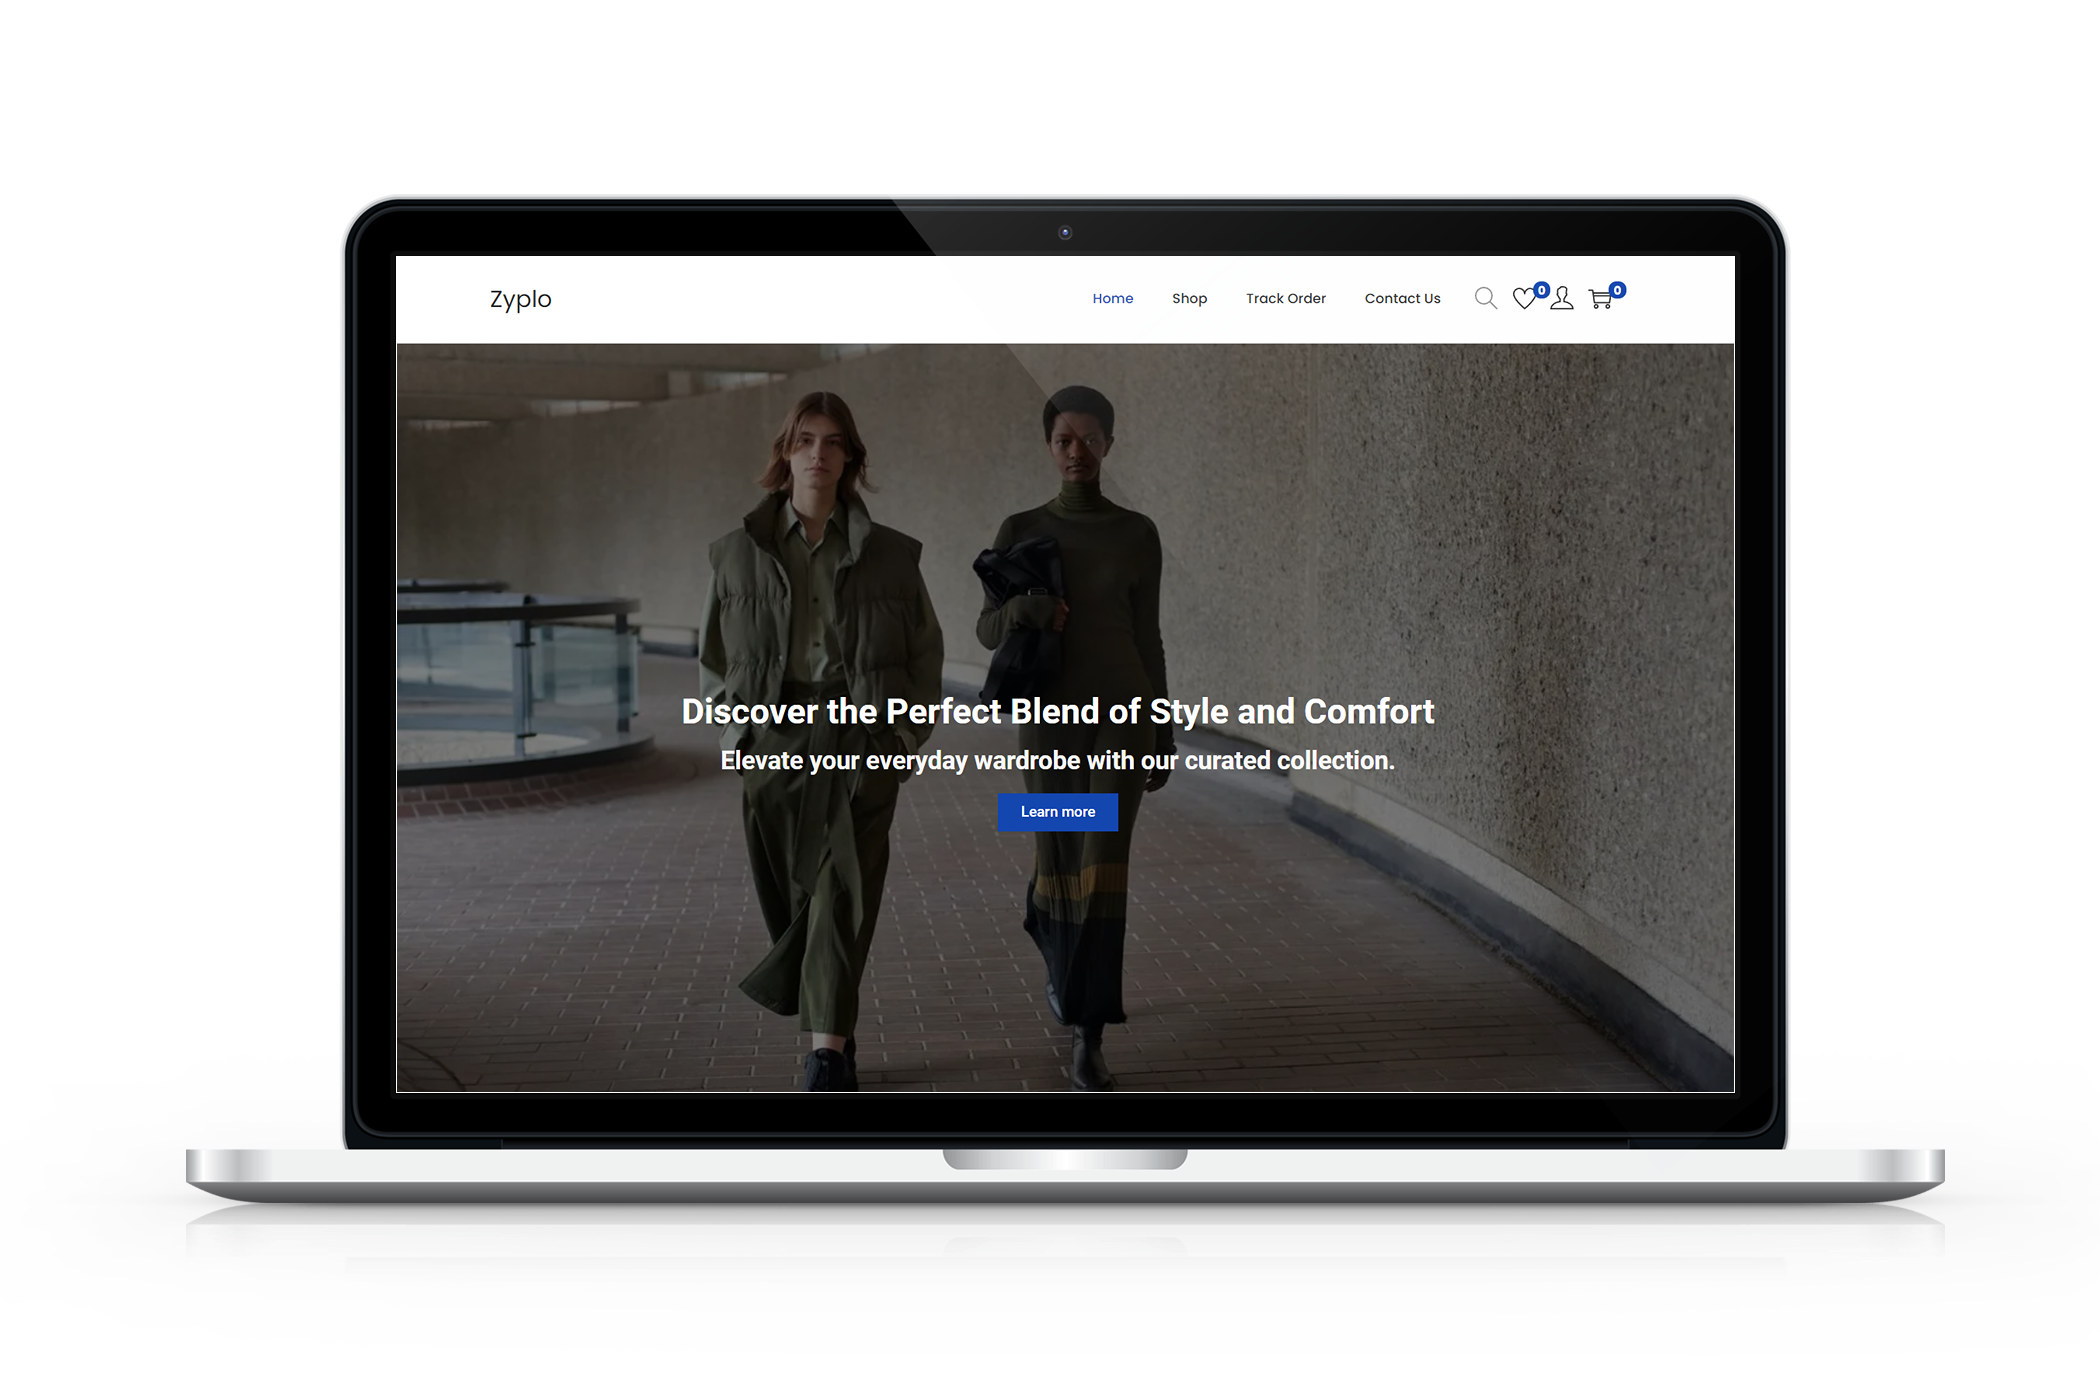 Zyplo
Home Shop Track Order Contact Us 0 0
Discover the Perfect Blend of Style and Comfort
Elevate your everyday wardrobe with our curated collection.
Learn more